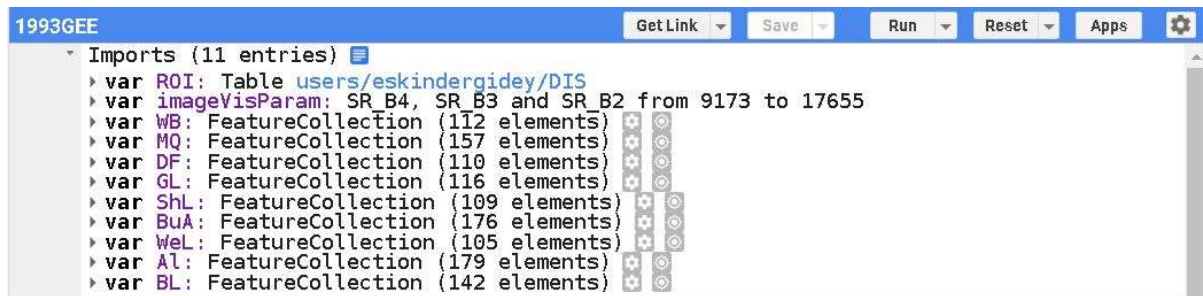 1993GEE Get Link Save Run Reset Apps
Imports (11 entries)
var ROI: Table users/eskindergidey/DIS
var imageVisParam: SR_B4, SR_B3 and SR_B2 from 9173 to 17655
var WB: FeatureCollection (112 elements)
var MQ: FeatureCollection (157 elements)
var DF: FeatureCollection (110 elements)
var GL: FeatureCollection (116 elements)
var ShL: FeatureCollection (109 elements)
var BuA: FeatureCollection (176 elements)
var WeL: FeatureCollection (105 elements)
var Al: FeatureCollection (179 elements)
var BL: FeatureCollection (142 elements)